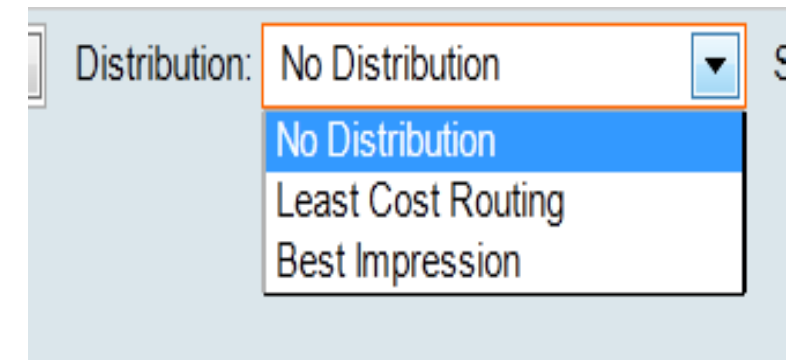 Distribution: No Distribution
No Distribution
Least Cost Routing
Best Impression